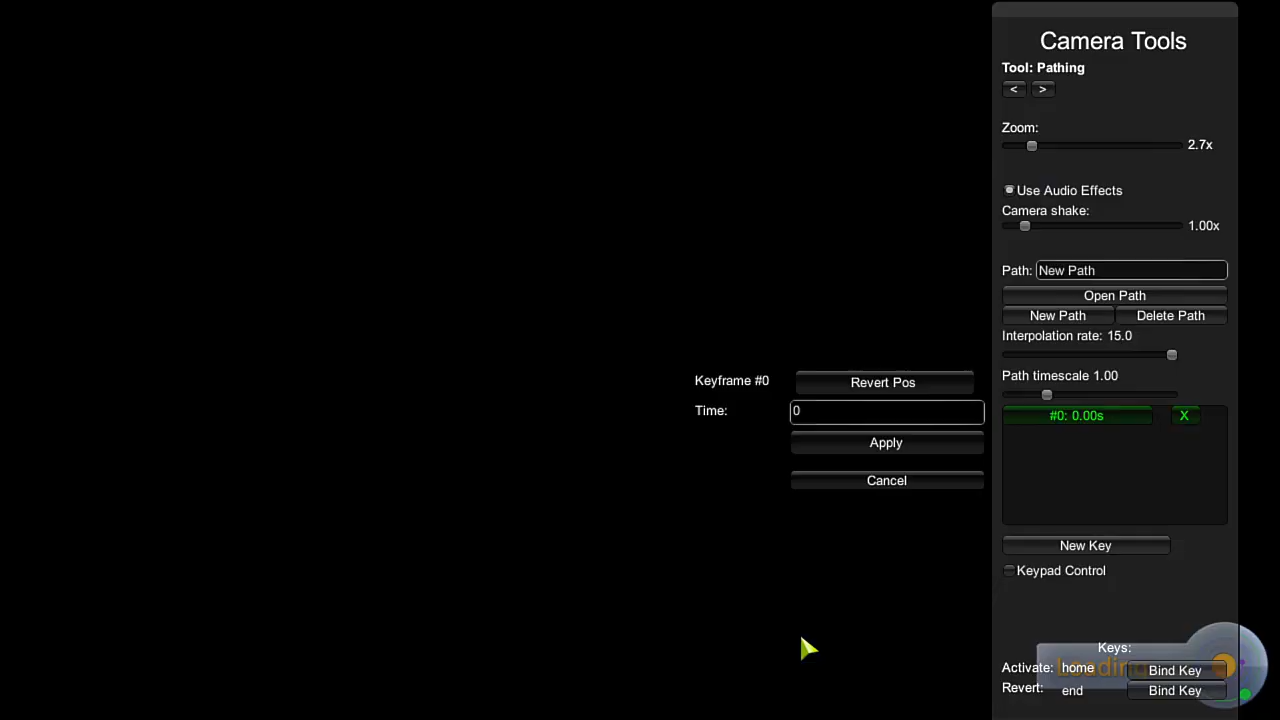 Camera Tools
Tool: Pathing
< >
Zoom:
2.7x
Use Audio Effects
Camera shake:
1.00x
Path: New Path
Open Path
New Path Delete Path
Interpolation rate: 15.0
Path timescale 1.00
Keyframe #0 Revert Pos
Time: 0
Apply
Cancel
#0: 0.00s X
New Key
Keypad Control
Keys:
Loading
Activate: home Bind Key
Revert: end Bind Key